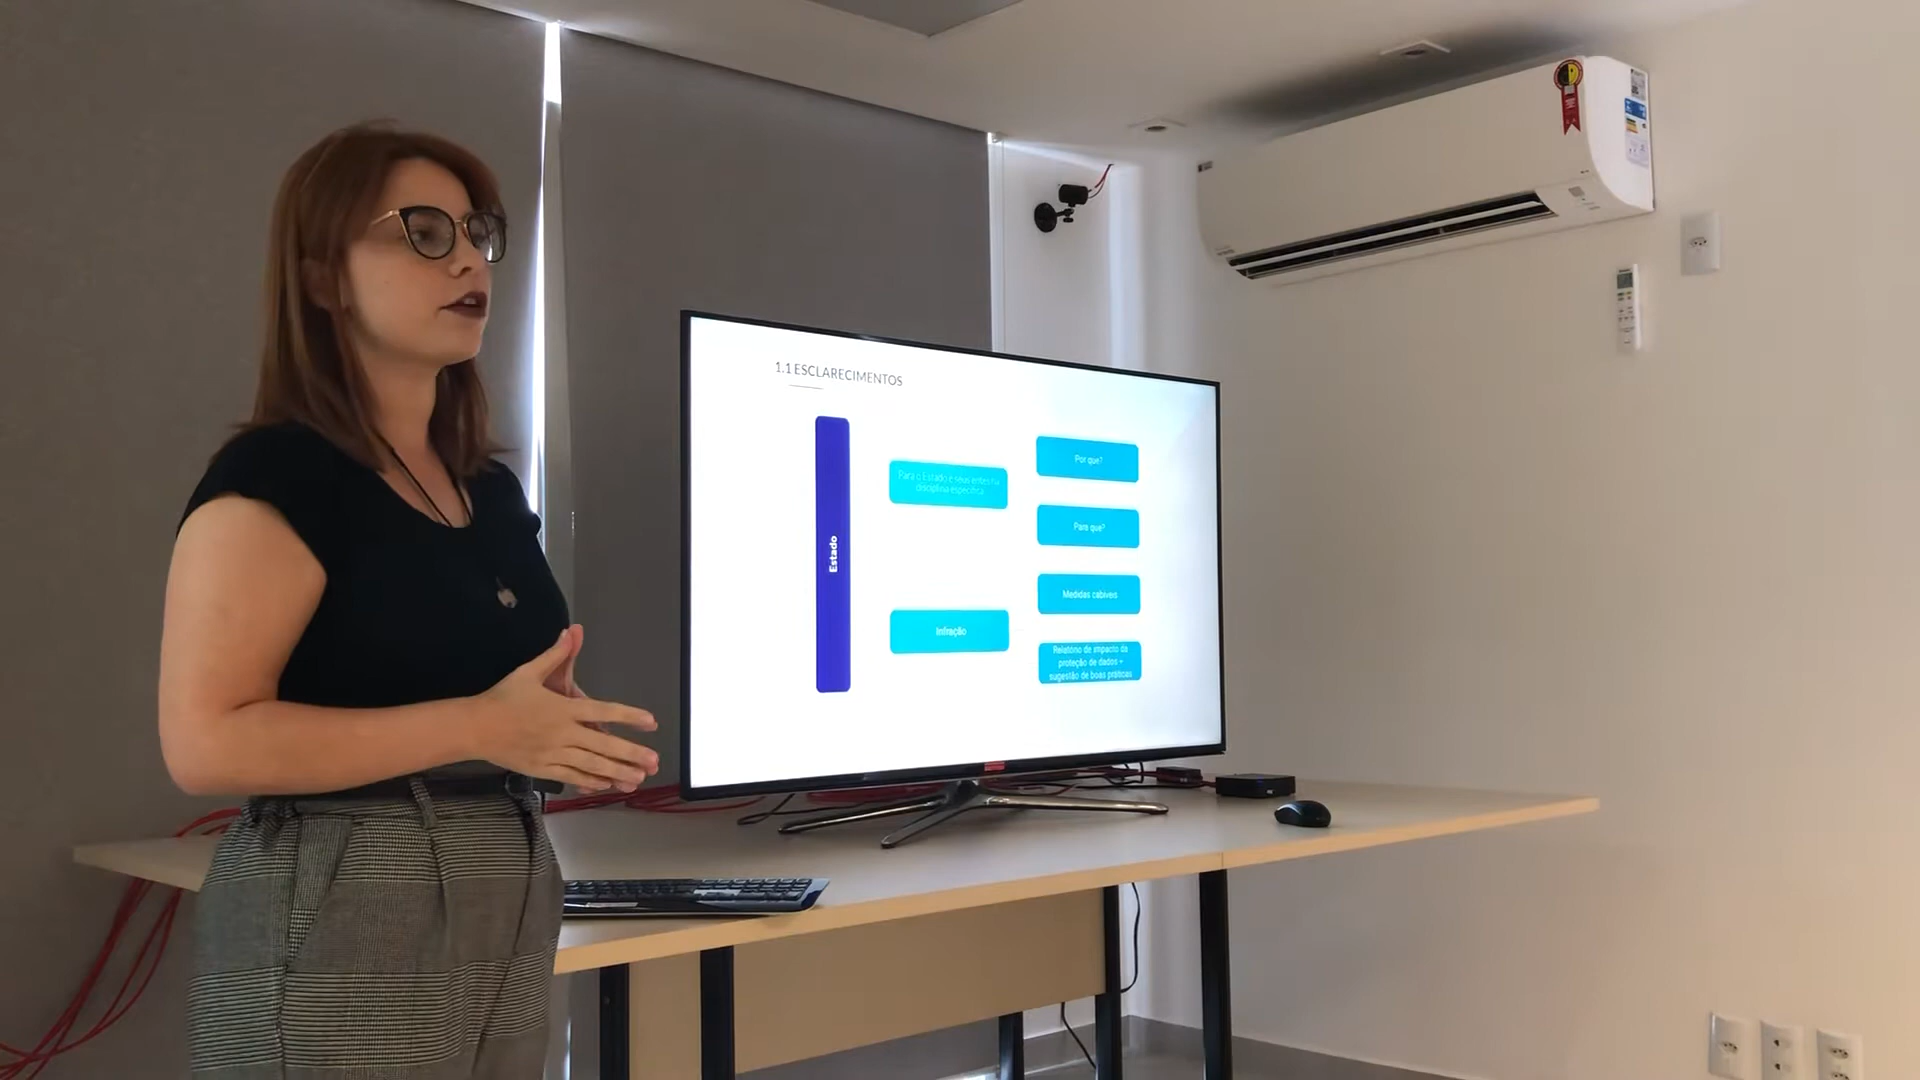 1.1 ESCLARECIMENTOS
Estado
Para o Estado e seus entes há
disciplina específica
Infração
Por que?
Para que?
Medidas cabíveis
Relatório de impacto da
proteção de dados +
sugestão de boas práticas